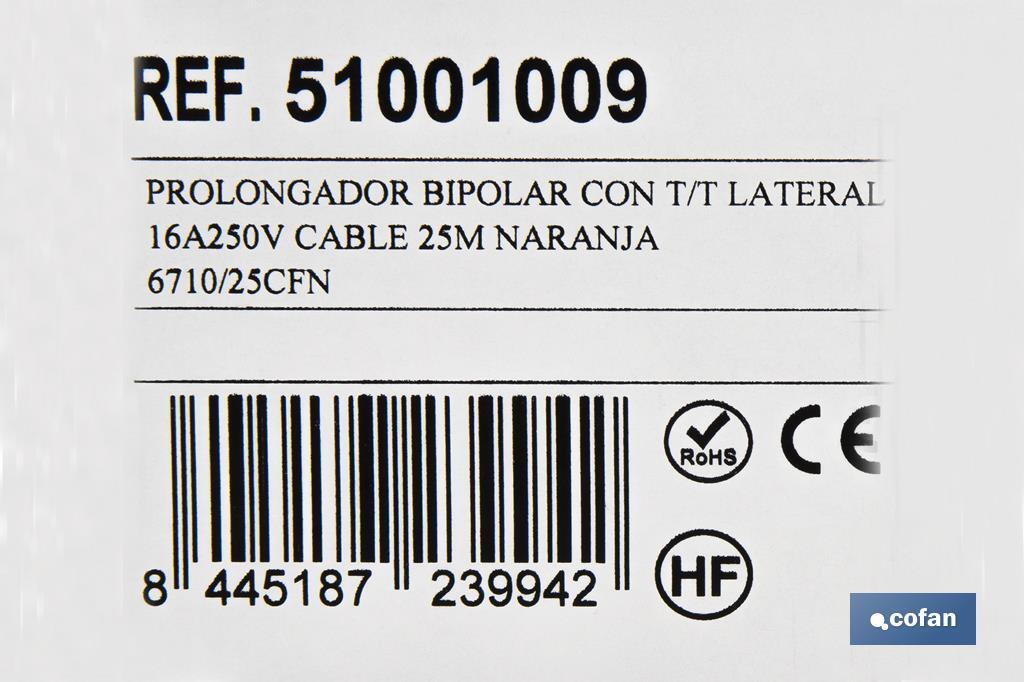 REF. 51001009
PROLONGADOR BIPOLAR CON T/T LATERAL
16A250V CABLE 25M NARANJA
6710/25CFN
RoHS CE
8 445187 239942
HF
cofan